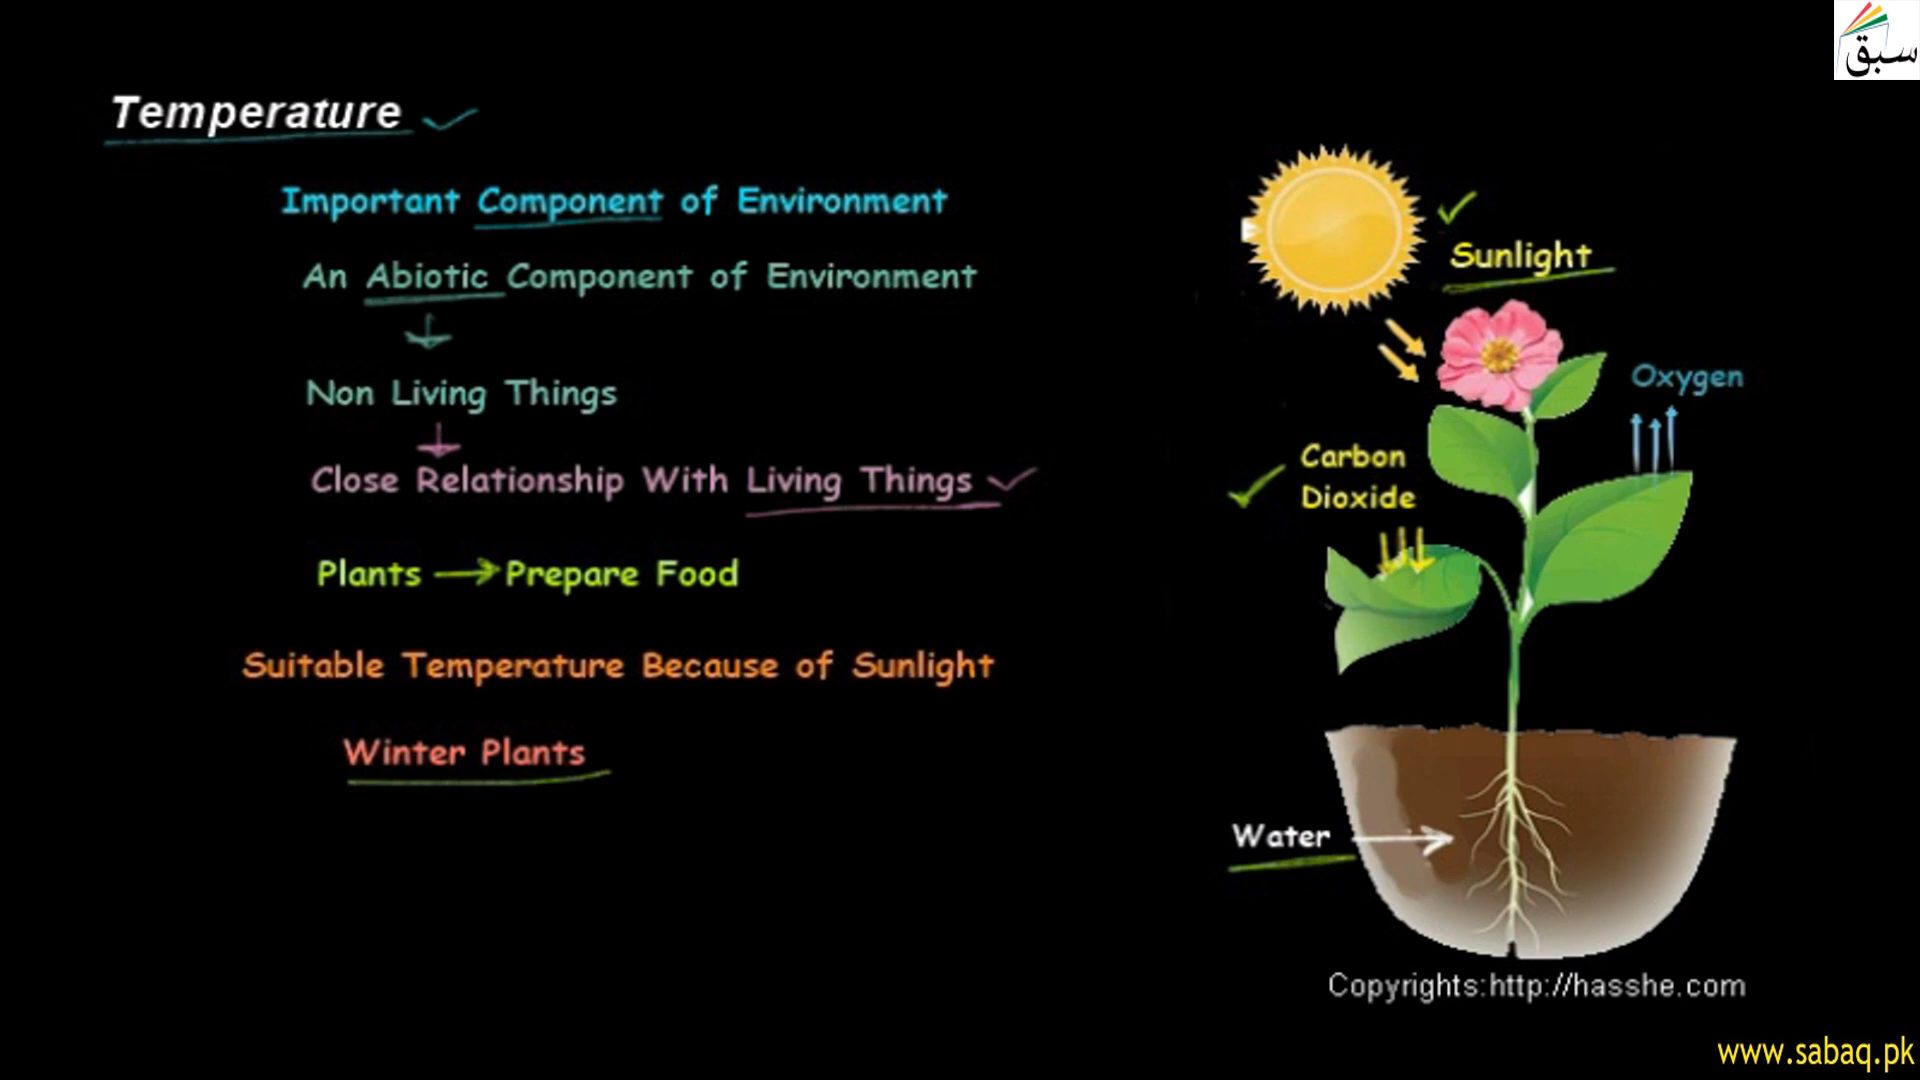 سبق
Temperature
Important Component of Environment
An Abiotic Component of Environment
Non Living Things
Close Relationship With Living Things
Plants → Prepare Food
Suitable Temperature Because of Sunlight
Winter Plants
Sunlight
Oxygen
Carbon
Dioxide
Water
Copyrights:http://hasshe.com
www.sabaq.pk